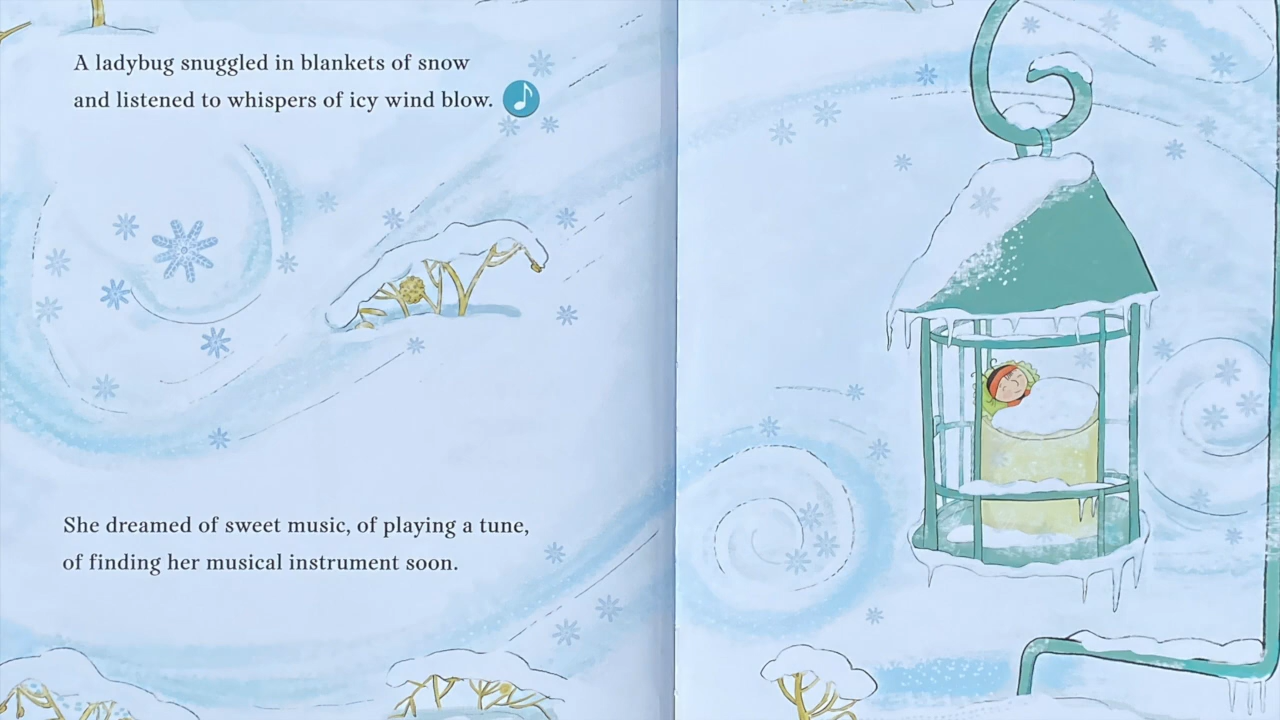 A ladybug snuggled in blankets of snow
and listened to whispers of icy wind blow.
She dreamed of sweet music, of playing a tune,
of finding her musical instrument soon.